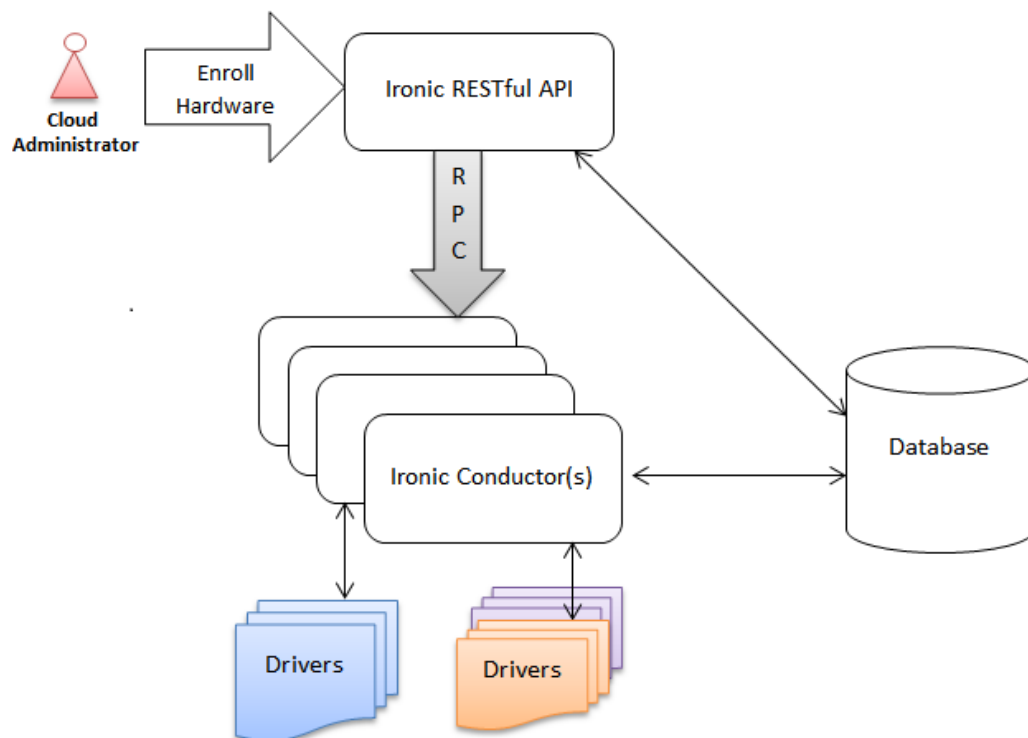 Cloud
Administrator
Enroll
Hardware
Ironic RESTful API
R
P
C
Ironic Conductor(s)
Database
Drivers
Drivers